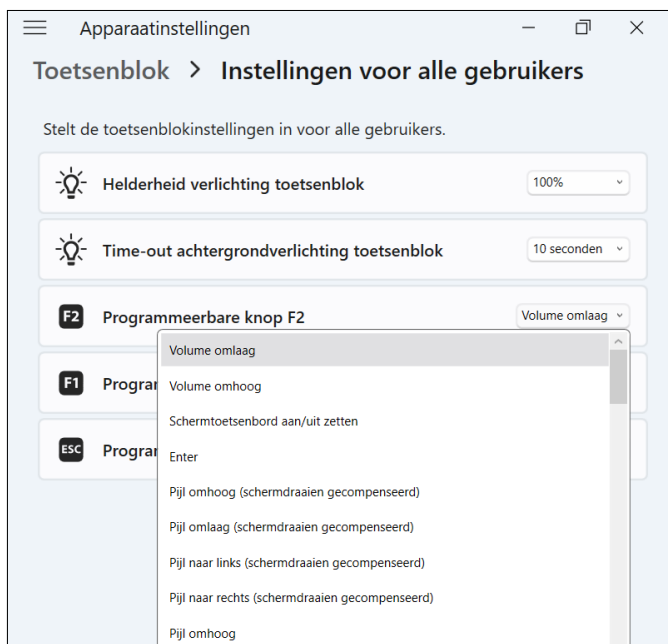 Apparaatinstellingen
Toetsenblok > Instellingen voor alle gebruikers
Stelt de toetsenblokinstellingen in voor alle gebruikers.
Helderheid verlichting toetsenblok 100%
Time-out achtergrondverlichting toetsenblok 10 seconden
F2 Programmeerbare knop F2 Volume omlaag
Volume omlaag
F1 Progra
Volume omhoog
Schermtoetsenbord aan/uit zetten
ESC Progra
Enter
Pijl omhoog (schermdraaien gecompenseerd)
Pijl omlaag (schermdraaien gecompenseerd)
Pijl naar links (schermdraaien gecompenseerd)
Pijl naar rechts (schermdraaien gecompenseerd)
Pijl omhoog